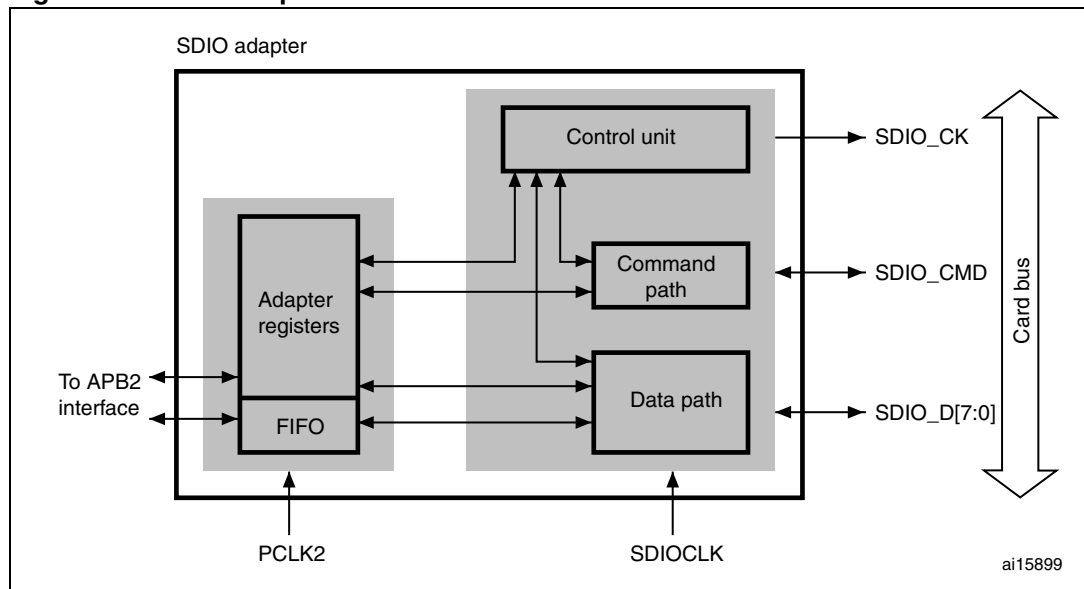 SDIO adapter
Control unit
SDIO_CK
Command
path
SDIO_CMD
Adapter
registers
Card bus
To APB2
interface
FIFO
Data path
SDIO_D[7:0]
PCLK2
SDIOCLK
ai15899